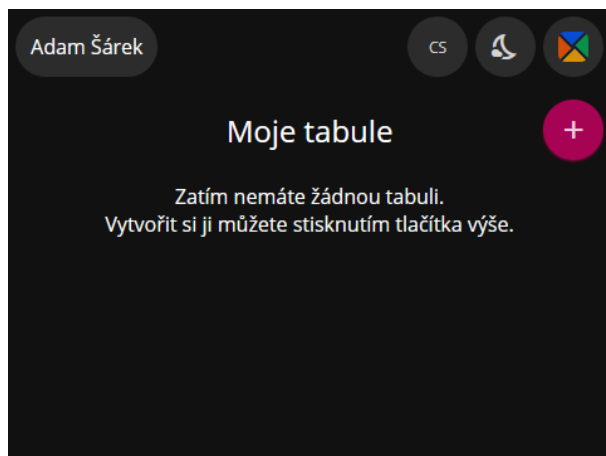 Adam Šárek
CS
Moje tabule
+
Zatím nemáte žádnou tabuli.
Vytvořit si ji můžete stisknutím tlačítka výše.